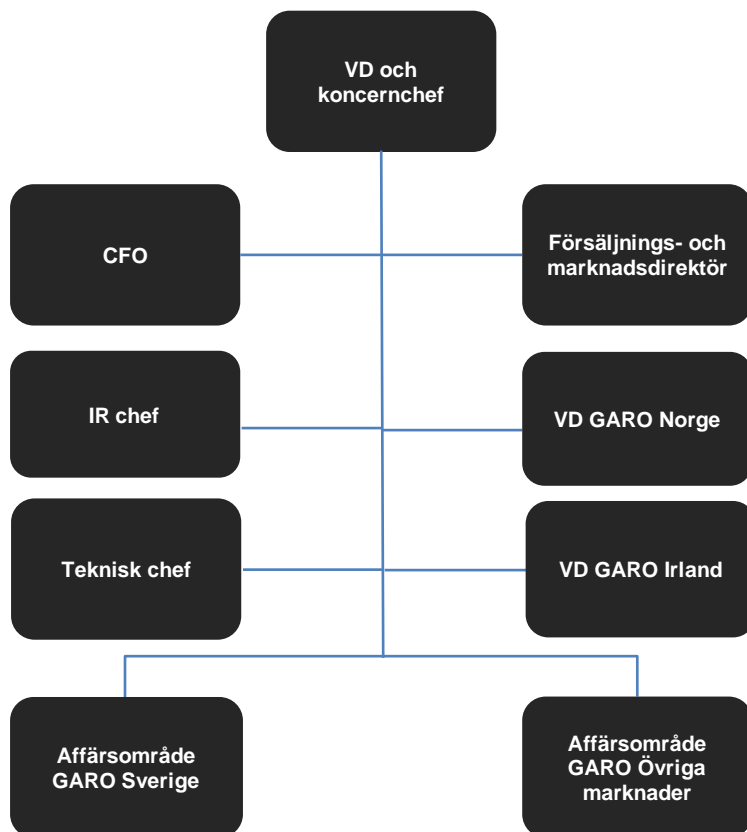 VD och
koncernchef
CFO
Försäljnings- och
marknadsdirektör
IR chef
VD GARO Norge
Teknisk chef
VD GARO Irland
Affärsområde
GARO Sverige
Affärsområde
GARO Övriga
marknader